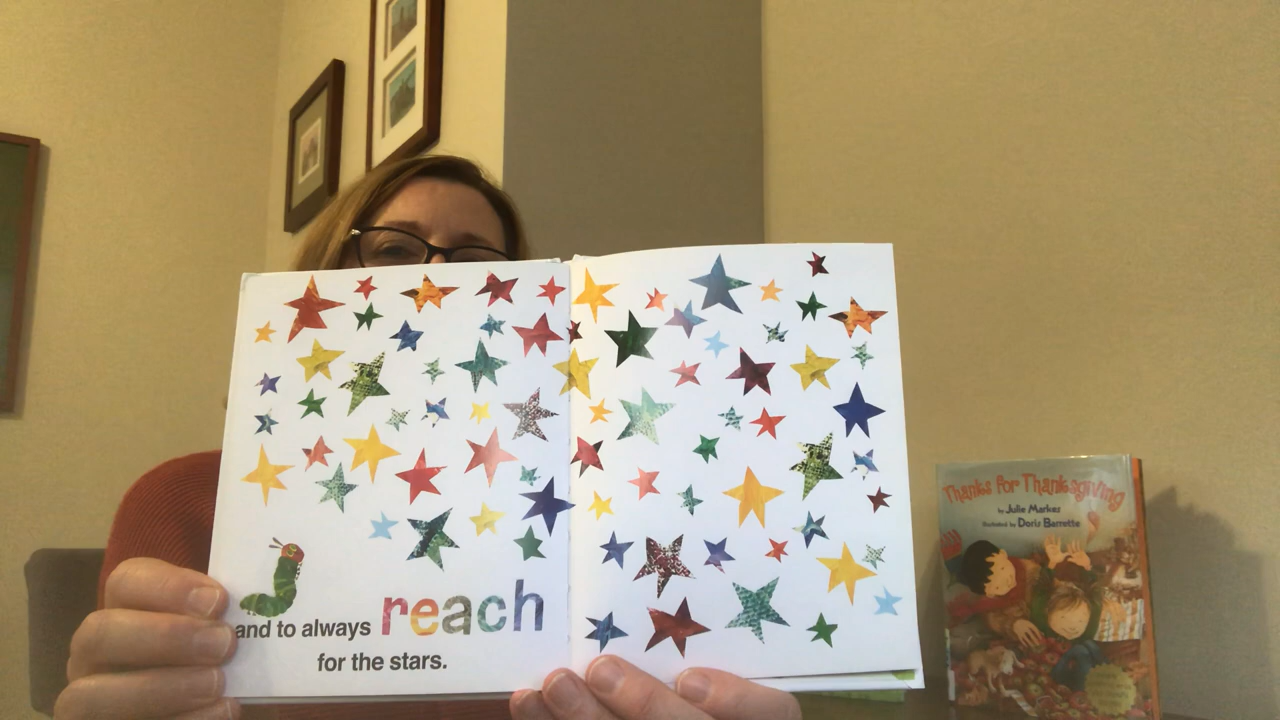 and to always reach
for the stars.
Thanks for Thanksgiving
by Julie Markes
illustrated by Doris Barrette